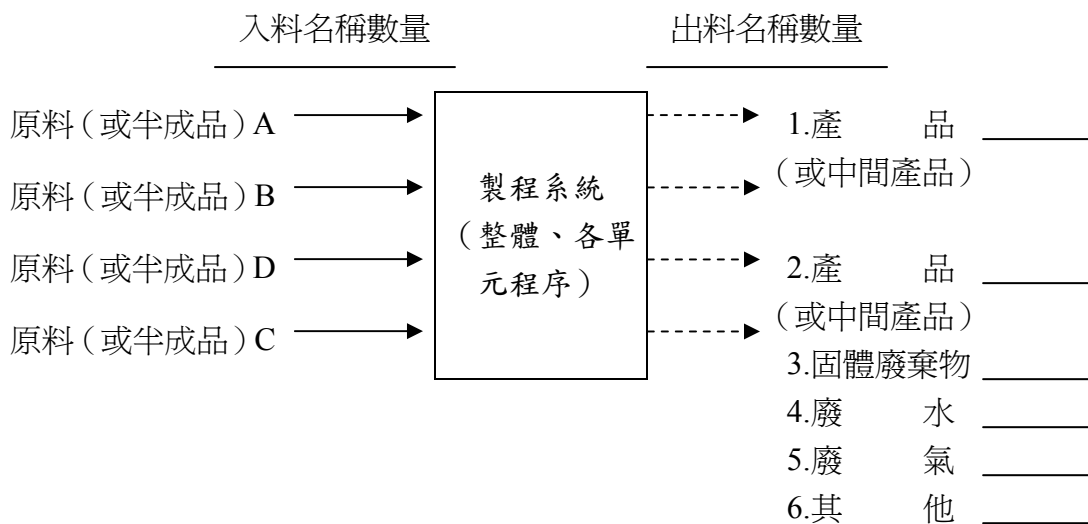 入料名稱數量
出料名稱數量
原料（或半成品）A
原料（或半成品）B
原料（或半成品）D
原料（或半成品）C
製程系統
（整體、各單
元程序）
1.產 品
（或中間產品）
2.產 品
（或中間產品）
3.固體廢棄物
4.廢 水
5.廢 氣
6.其 他